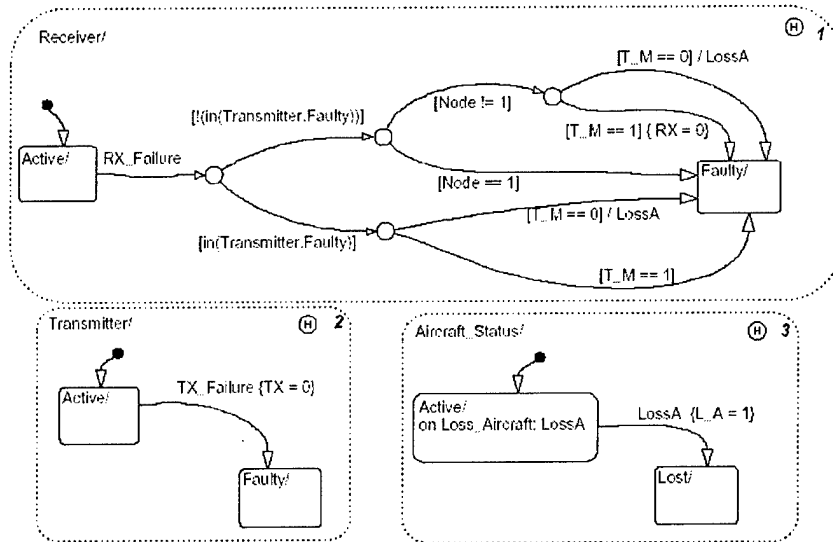 Receiver/
H 1
[T_M == 0] / LossA
[Node != 1]
[!(in(Transmitter.Faulty))]
[T_M == 1] { RX = 0}
Active/
RX_Failure
Faulty/
[Node == 1]
[T_M == 0] / LossA
[in(Transmitter.Faulty)]
[T_M == 1]
Transmitter/
H 2
Active/
TX_Failure {TX = 0}
Faulty/
Aircraft_Status/
H 3
Active/
on Loss_Aircraft: LossA
LossA {L_A = 1}
Lost/